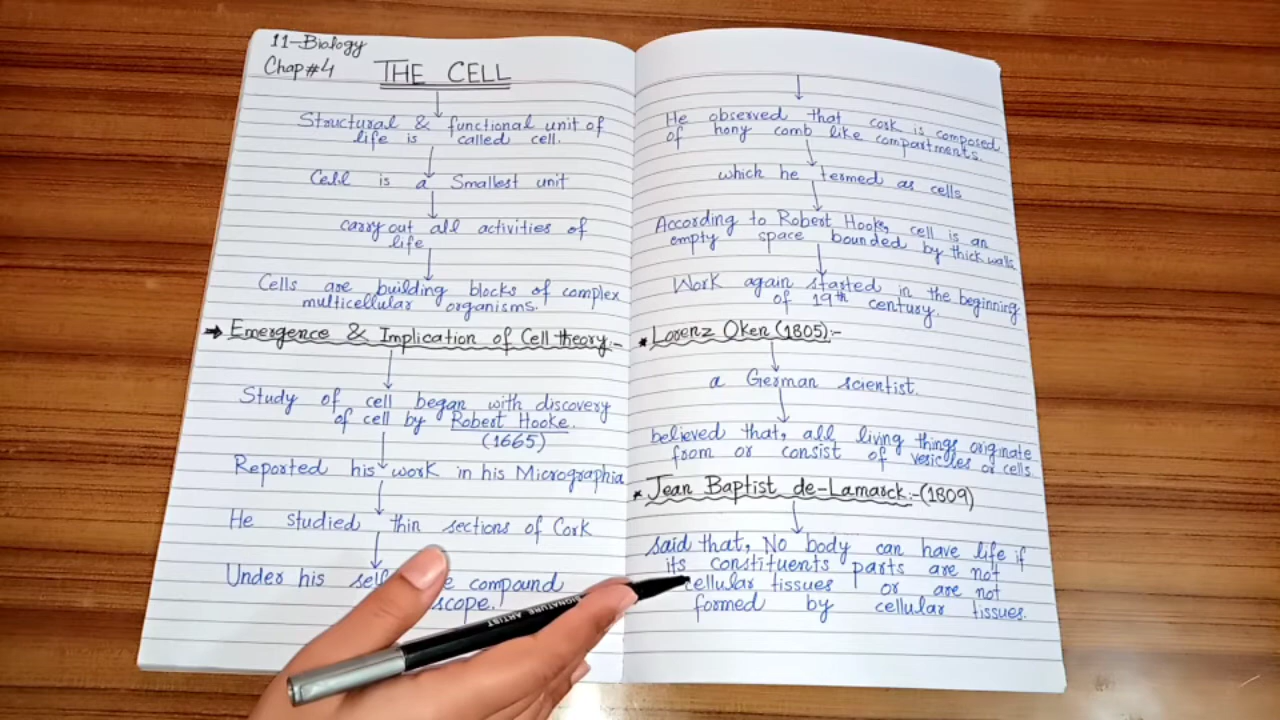 11-Biology
Chap#4
THE CELL
Structural & functional unit of
life is called cell.
Cell is a Smallest unit
carry out all activities of
life
Cells are building blocks of complex
multicellular organisms.
Emergence & Implication of Cell theory:-
Study of cell began with discovery
of cell by Robert Hooke.
(1665)
Reported his work in his Micrographia
He studied thin sections of Cork
Under his self e compound
scope.
He observed that cork is composed
of hony comb like compartments.
which he termed as cells
According to Robert Hooke, cell is an
empty space bounded by thick walls
Work again started in the beginning
of 19th century.
* Lorenz Oken (1805):-
a German scientist.
believed that, all living things originate
from or consist of vesicles or cells.
* Jean Baptist de-Lamarck:-(1809)
said that, No body can have life if
its constituents parts are not
cellular tissues or are not
formed by cellular tissues.
SIGNATURE ARTIST